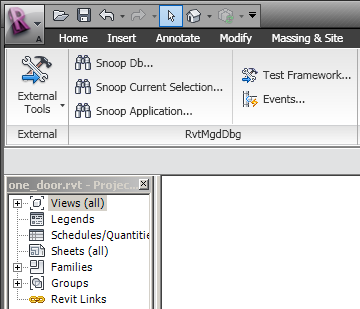 R
A
Home Insert Annotate Modify Massing & Site
Snoop Db...
Snoop Current Selection...
Snoop Application...
Test Framework...
Events...
External
Tools
External
RvtMgdDbg
one_door.rvt - Projec...
Views (all)
Legends
Schedules/Quantitie
Sheets (all)
Families
Groups
Revit Links